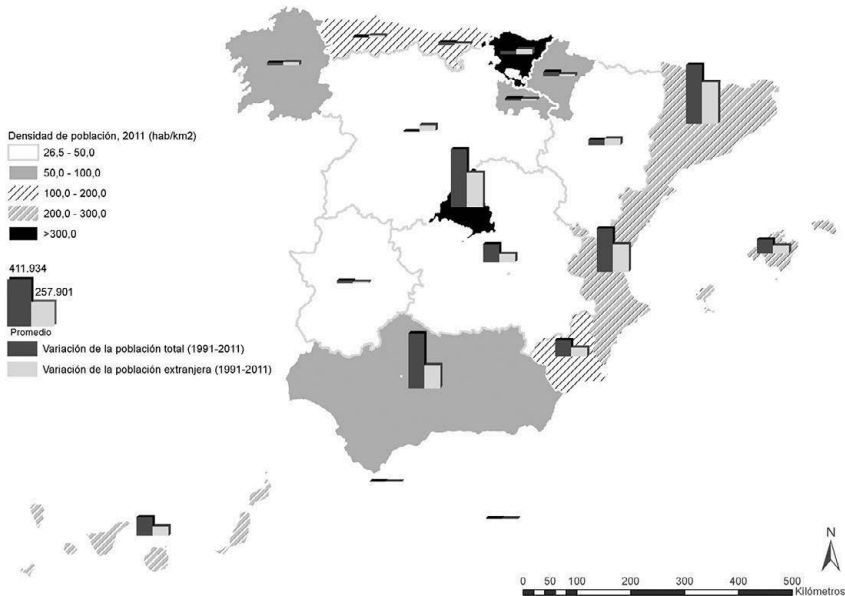 Densidad de población, 2011 (hab/km2)
26,5 - 50,0
50,0 - 100,0
100,0 - 200,0
200,0 - 300,0
>300,0
411.934
257.901
Promedio
Variación de la población total (1991-2011)
Variación de la población extranjera (1991-2011)
N
0 50 100 200 300 400 500
Kilómetros